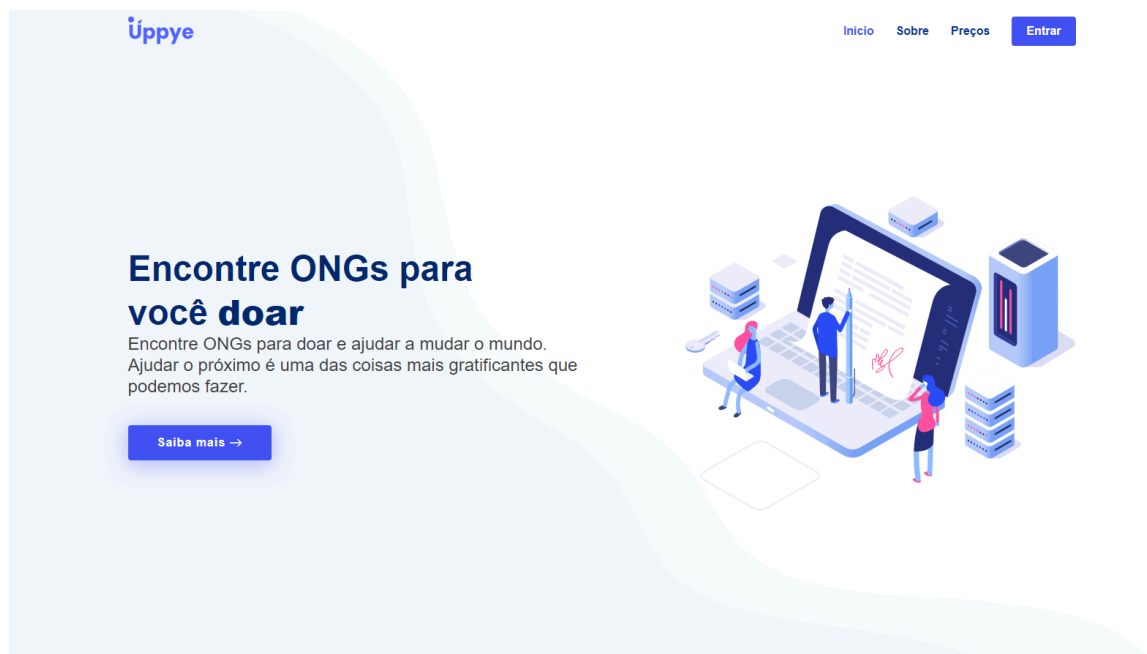 Uppye
Início
Sobre
Preços
Entrar
Encontre ONGs para
você doar
Encontre ONGs para doar e ajudar a mudar o mundo.
Ajudar o próximo é uma das coisas mais gratificantes que
podemos fazer.
Saiba mais →